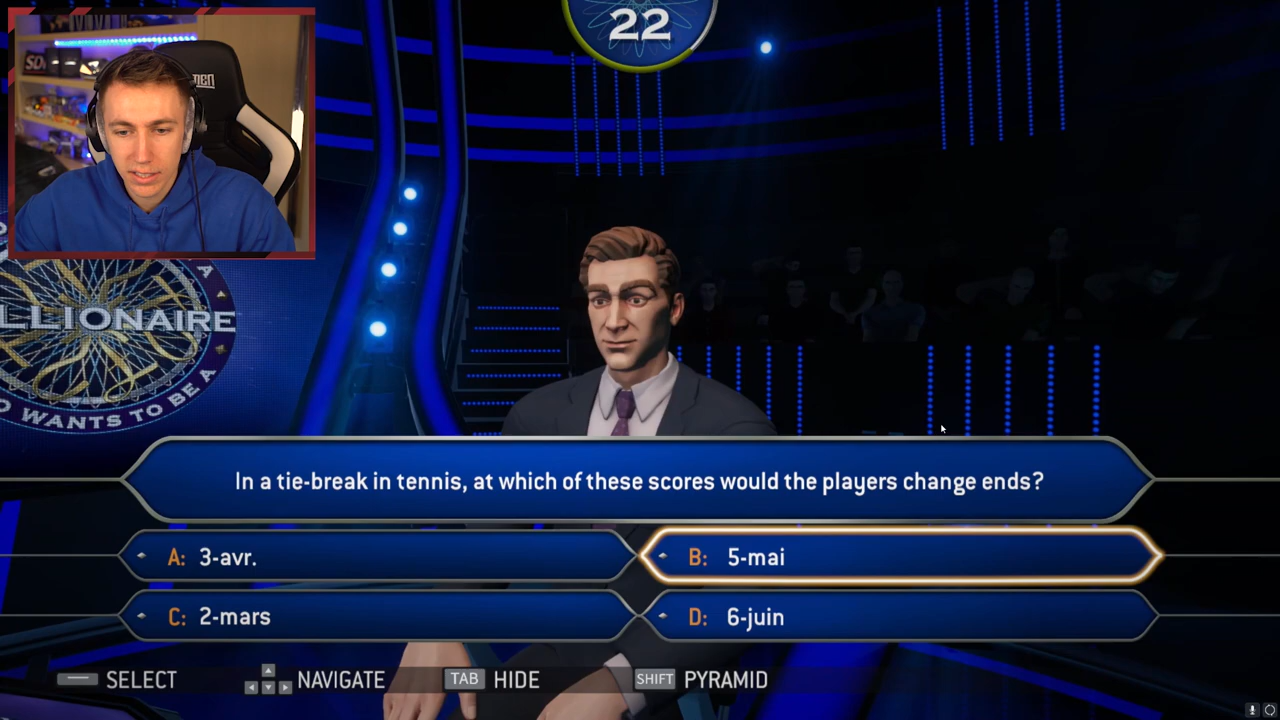 22
LLIONAIRE
O WANTS TO BE A
In a tie-break in tennis, at which of these scores would the players change ends?
A: 3-avr.
B: 5-mai
C: 2-mars
D: 6-juin
SELECT
NAVIGATE
TAB HIDE
SHIFT PYRAMID